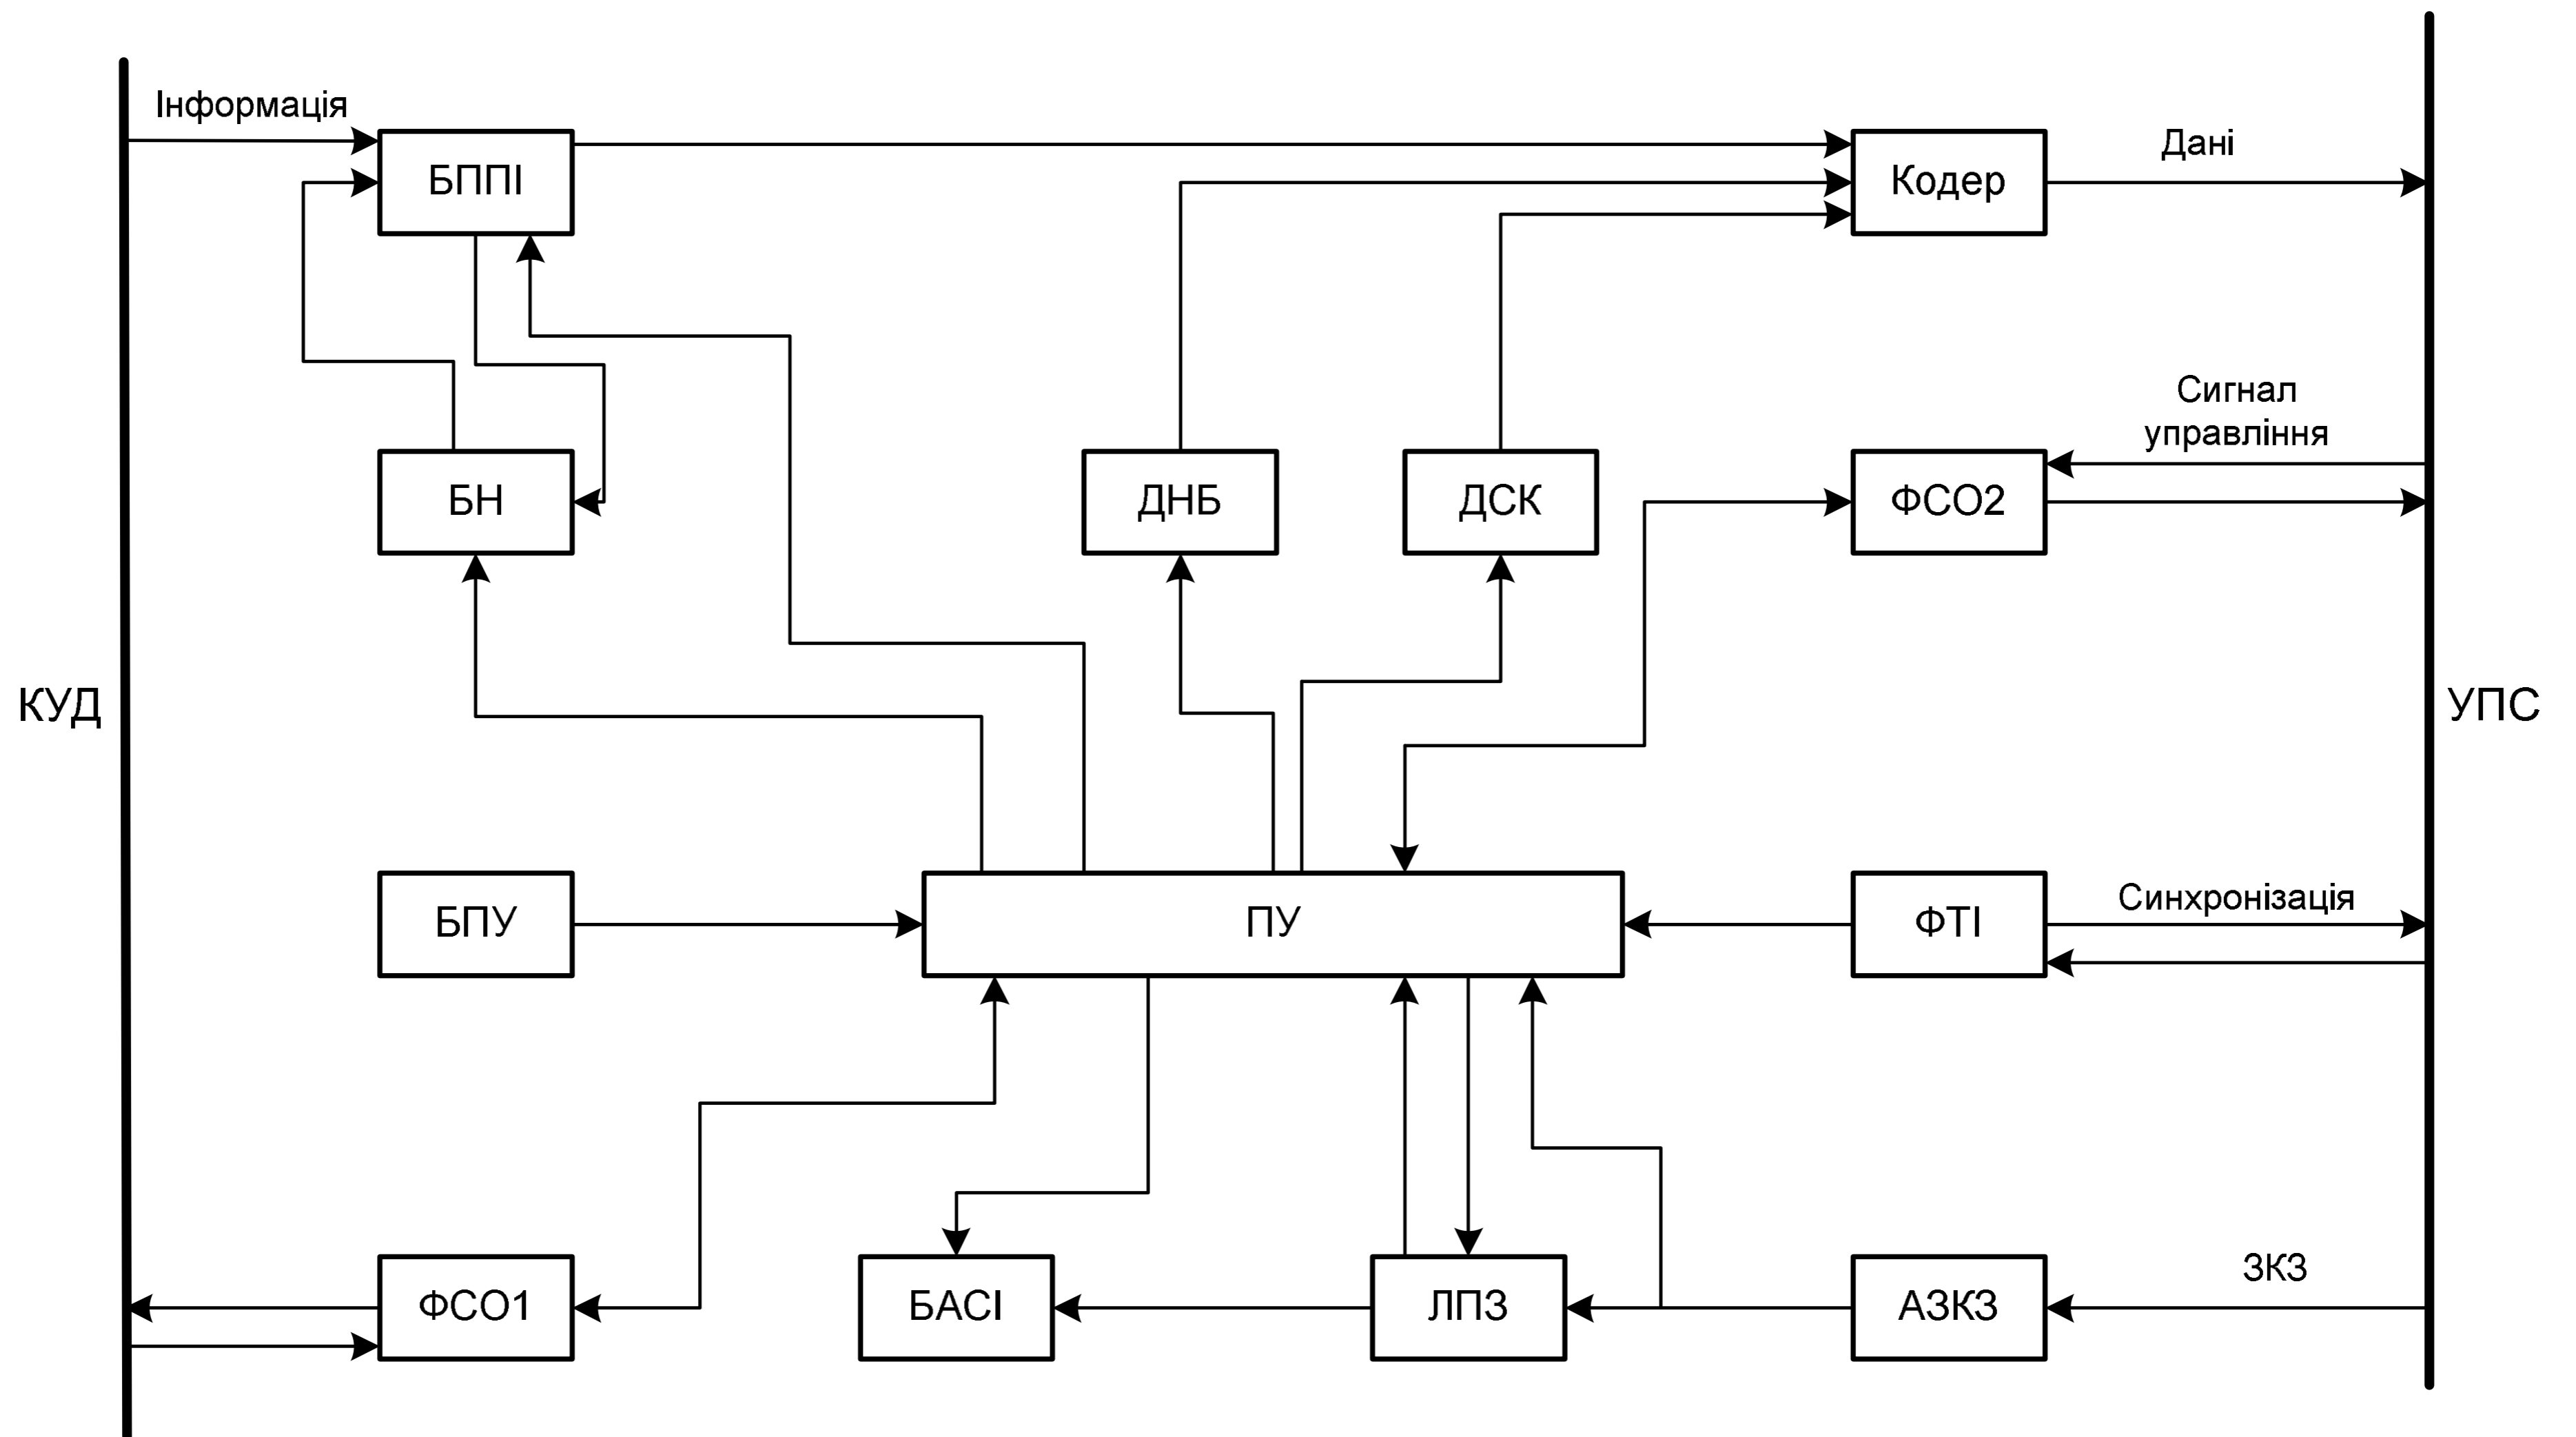 Інформація
БППІ
Кодер
Дані
Сигнал
управління
БН
ДНБ
ДСК
ФСО2
КУД
УПС
БПУ
ПУ
ФТІ
Синхронізація
ФСО1
БАСІ
ЛПЗ
АЗКЗ
ЗКЗ